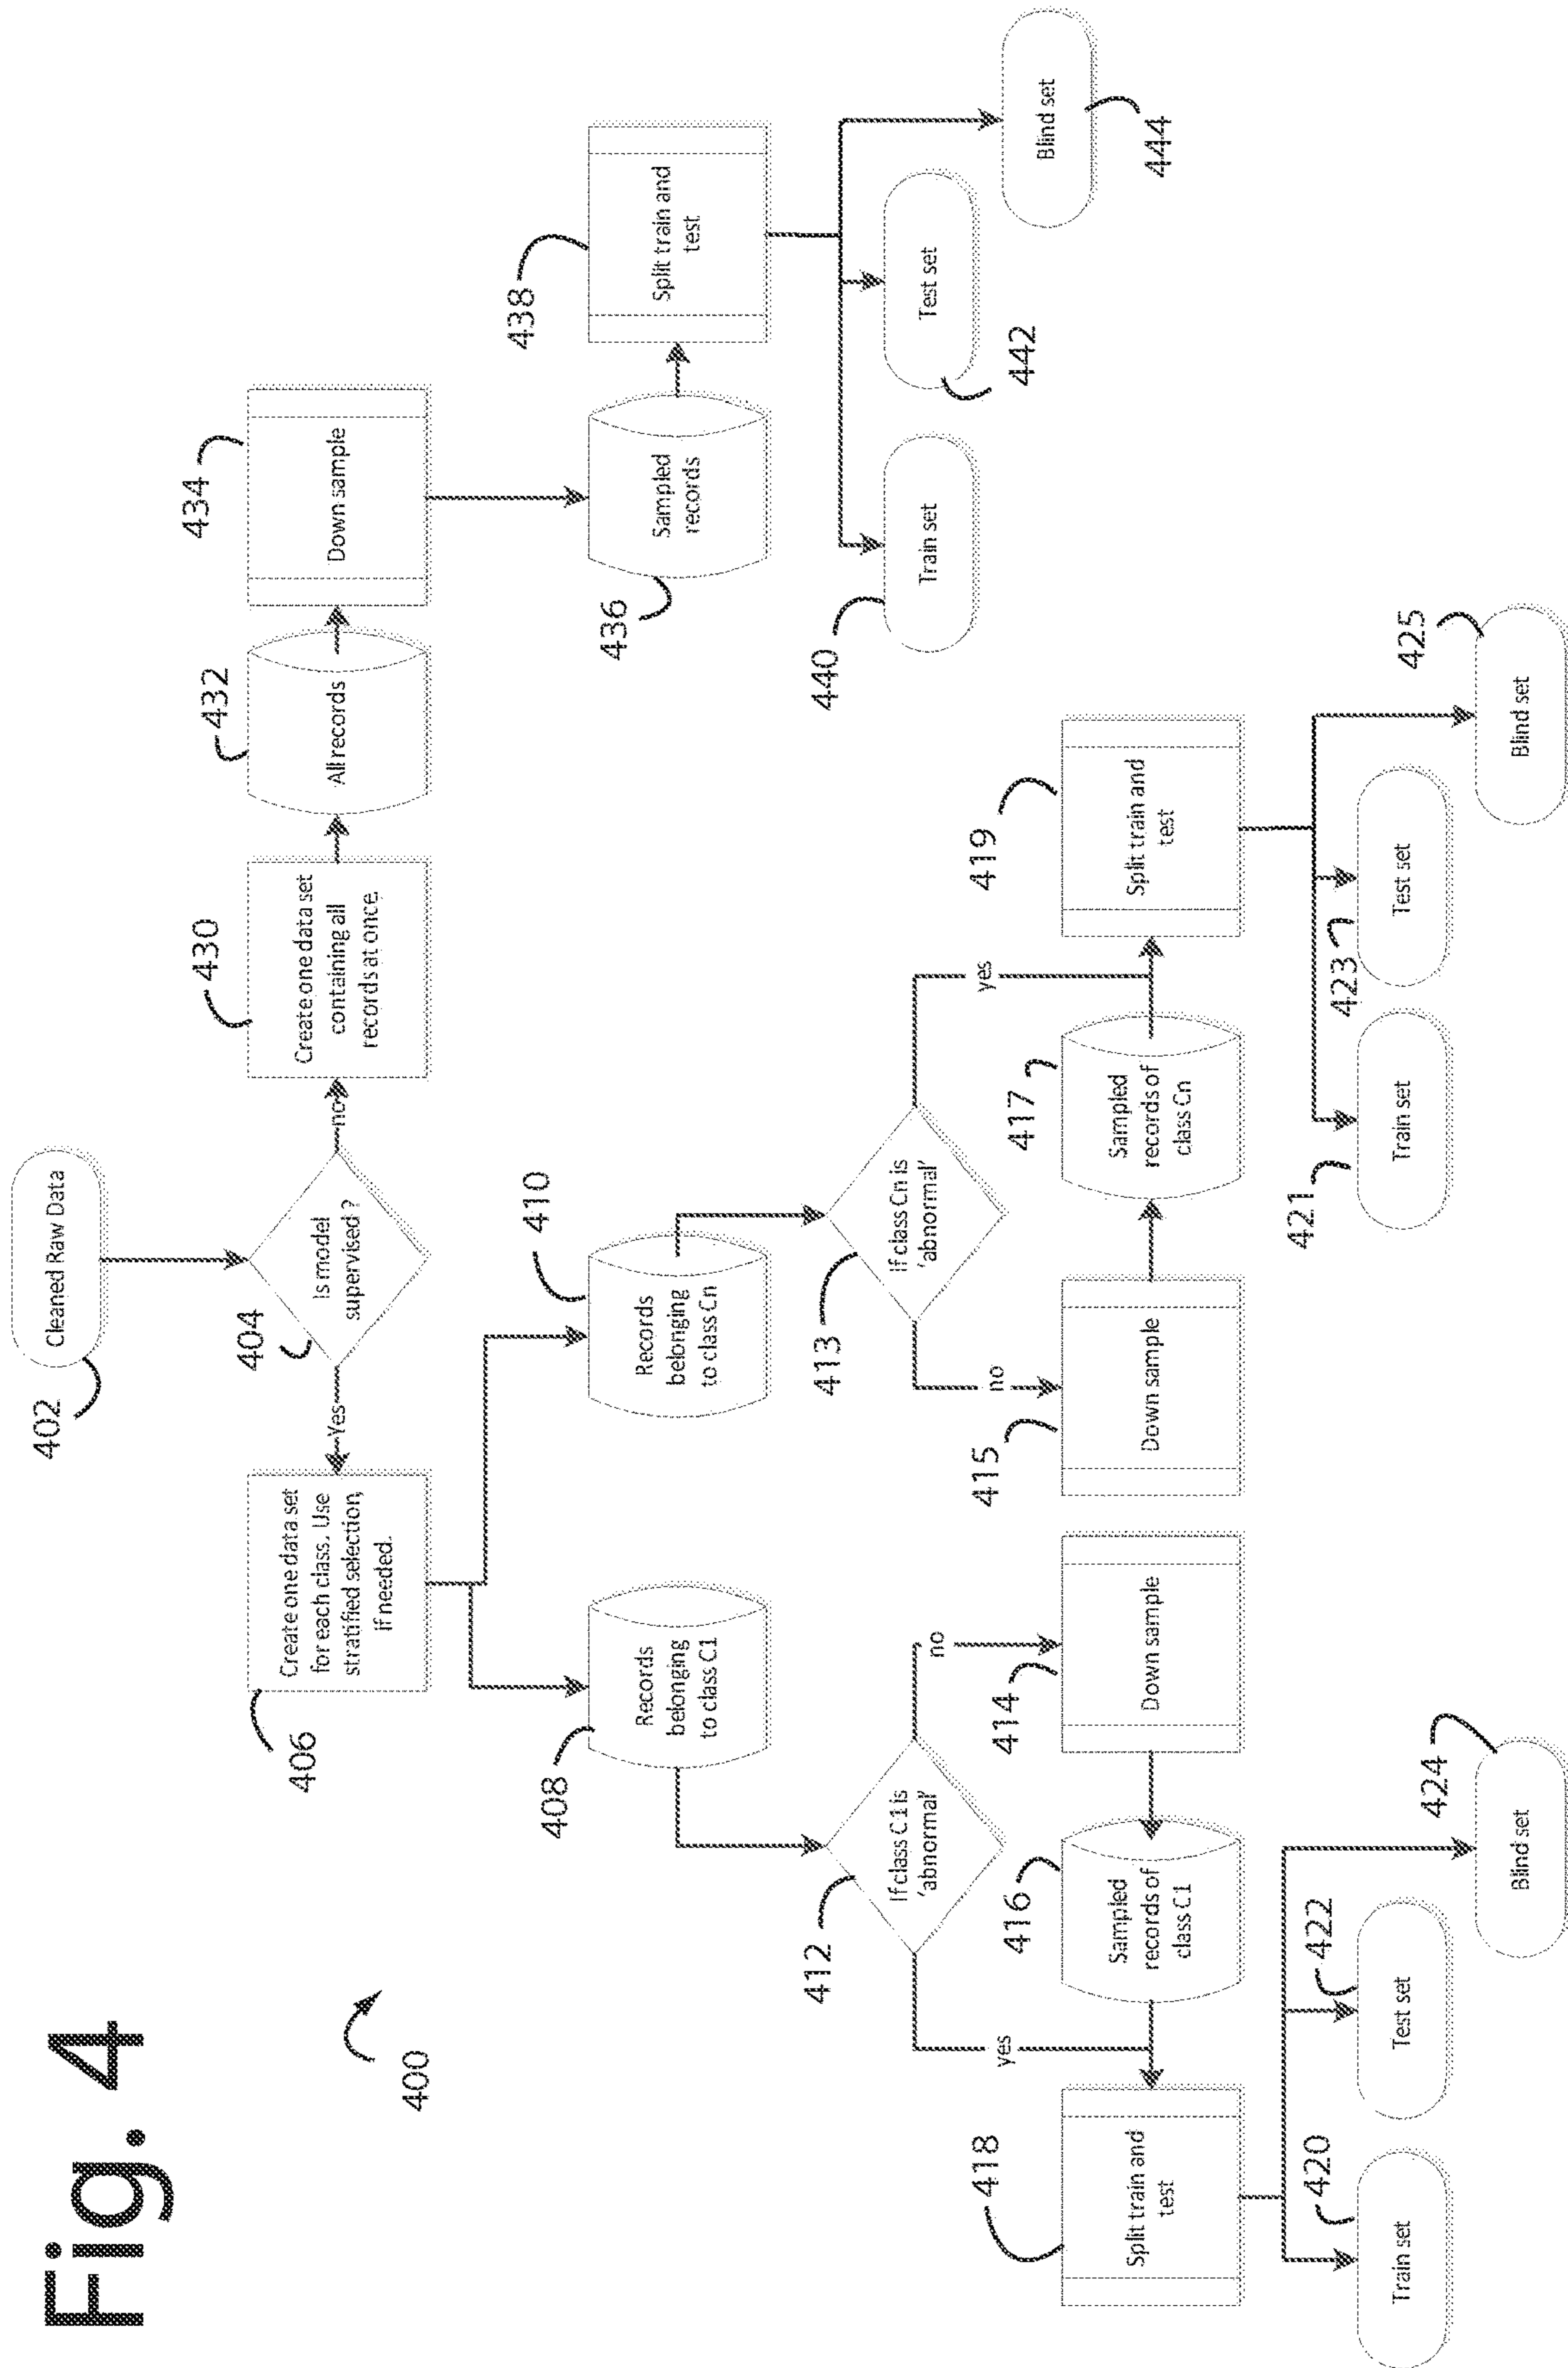 Fig. 4
400
402
Cleaned Raw Data
404
Is model
supervised ?
Yes
no
406
Create one data set
for each class. Use
stratified selection,
if needed.
430
Create one data set
containing all
records at once.
432
All records
434
Down sample
408
Records
belonging
to class C1
410
Records
belonging
to class Cn
436
Sampled
records
438
Split train and
test
412
If class C1 is
'abnormal'
yes
no
413
If class Cn is
'abnormal'
no
yes
440
Train set
442
Test set
444
Blind set
418
Split train and
test
416
Sampled
records of
class C1
414
Down sample
415
Down sample
417
Sampled
records of
class Cn
419
Split train and
test
420
Train set
422
Test set
424
Blind set
421
Train set
423
Test set
425
Blind set